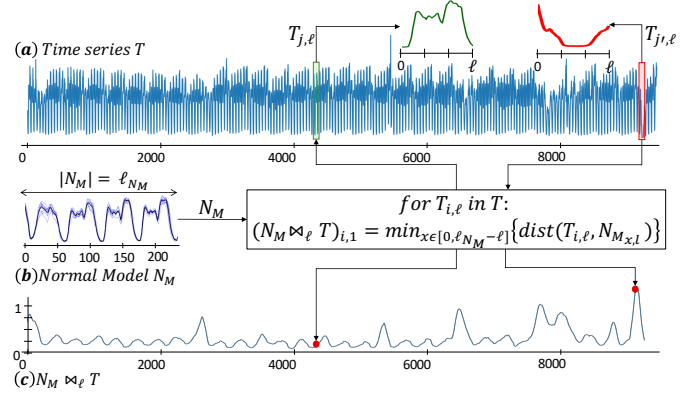 T_{j,ℓ}
T_{j′,ℓ}
ℓ
ℓ
(a) Time series T
0 2000 4000 6000 8000
|N_M| = ℓ_{N_M}
N_M
for T_{i,ℓ} in T:
(N_M ⋈_ℓ T)_{i,1} = min_{x∈[0,ℓ_{N_M}−ℓ]}{dist(T_{i,ℓ}, N_{M_{x,l}})}
0 50 100 150 200
(b)Normal Model N_M
1
0
0 2000 4000 6000 8000
(c)N_M ⋈_ℓ T